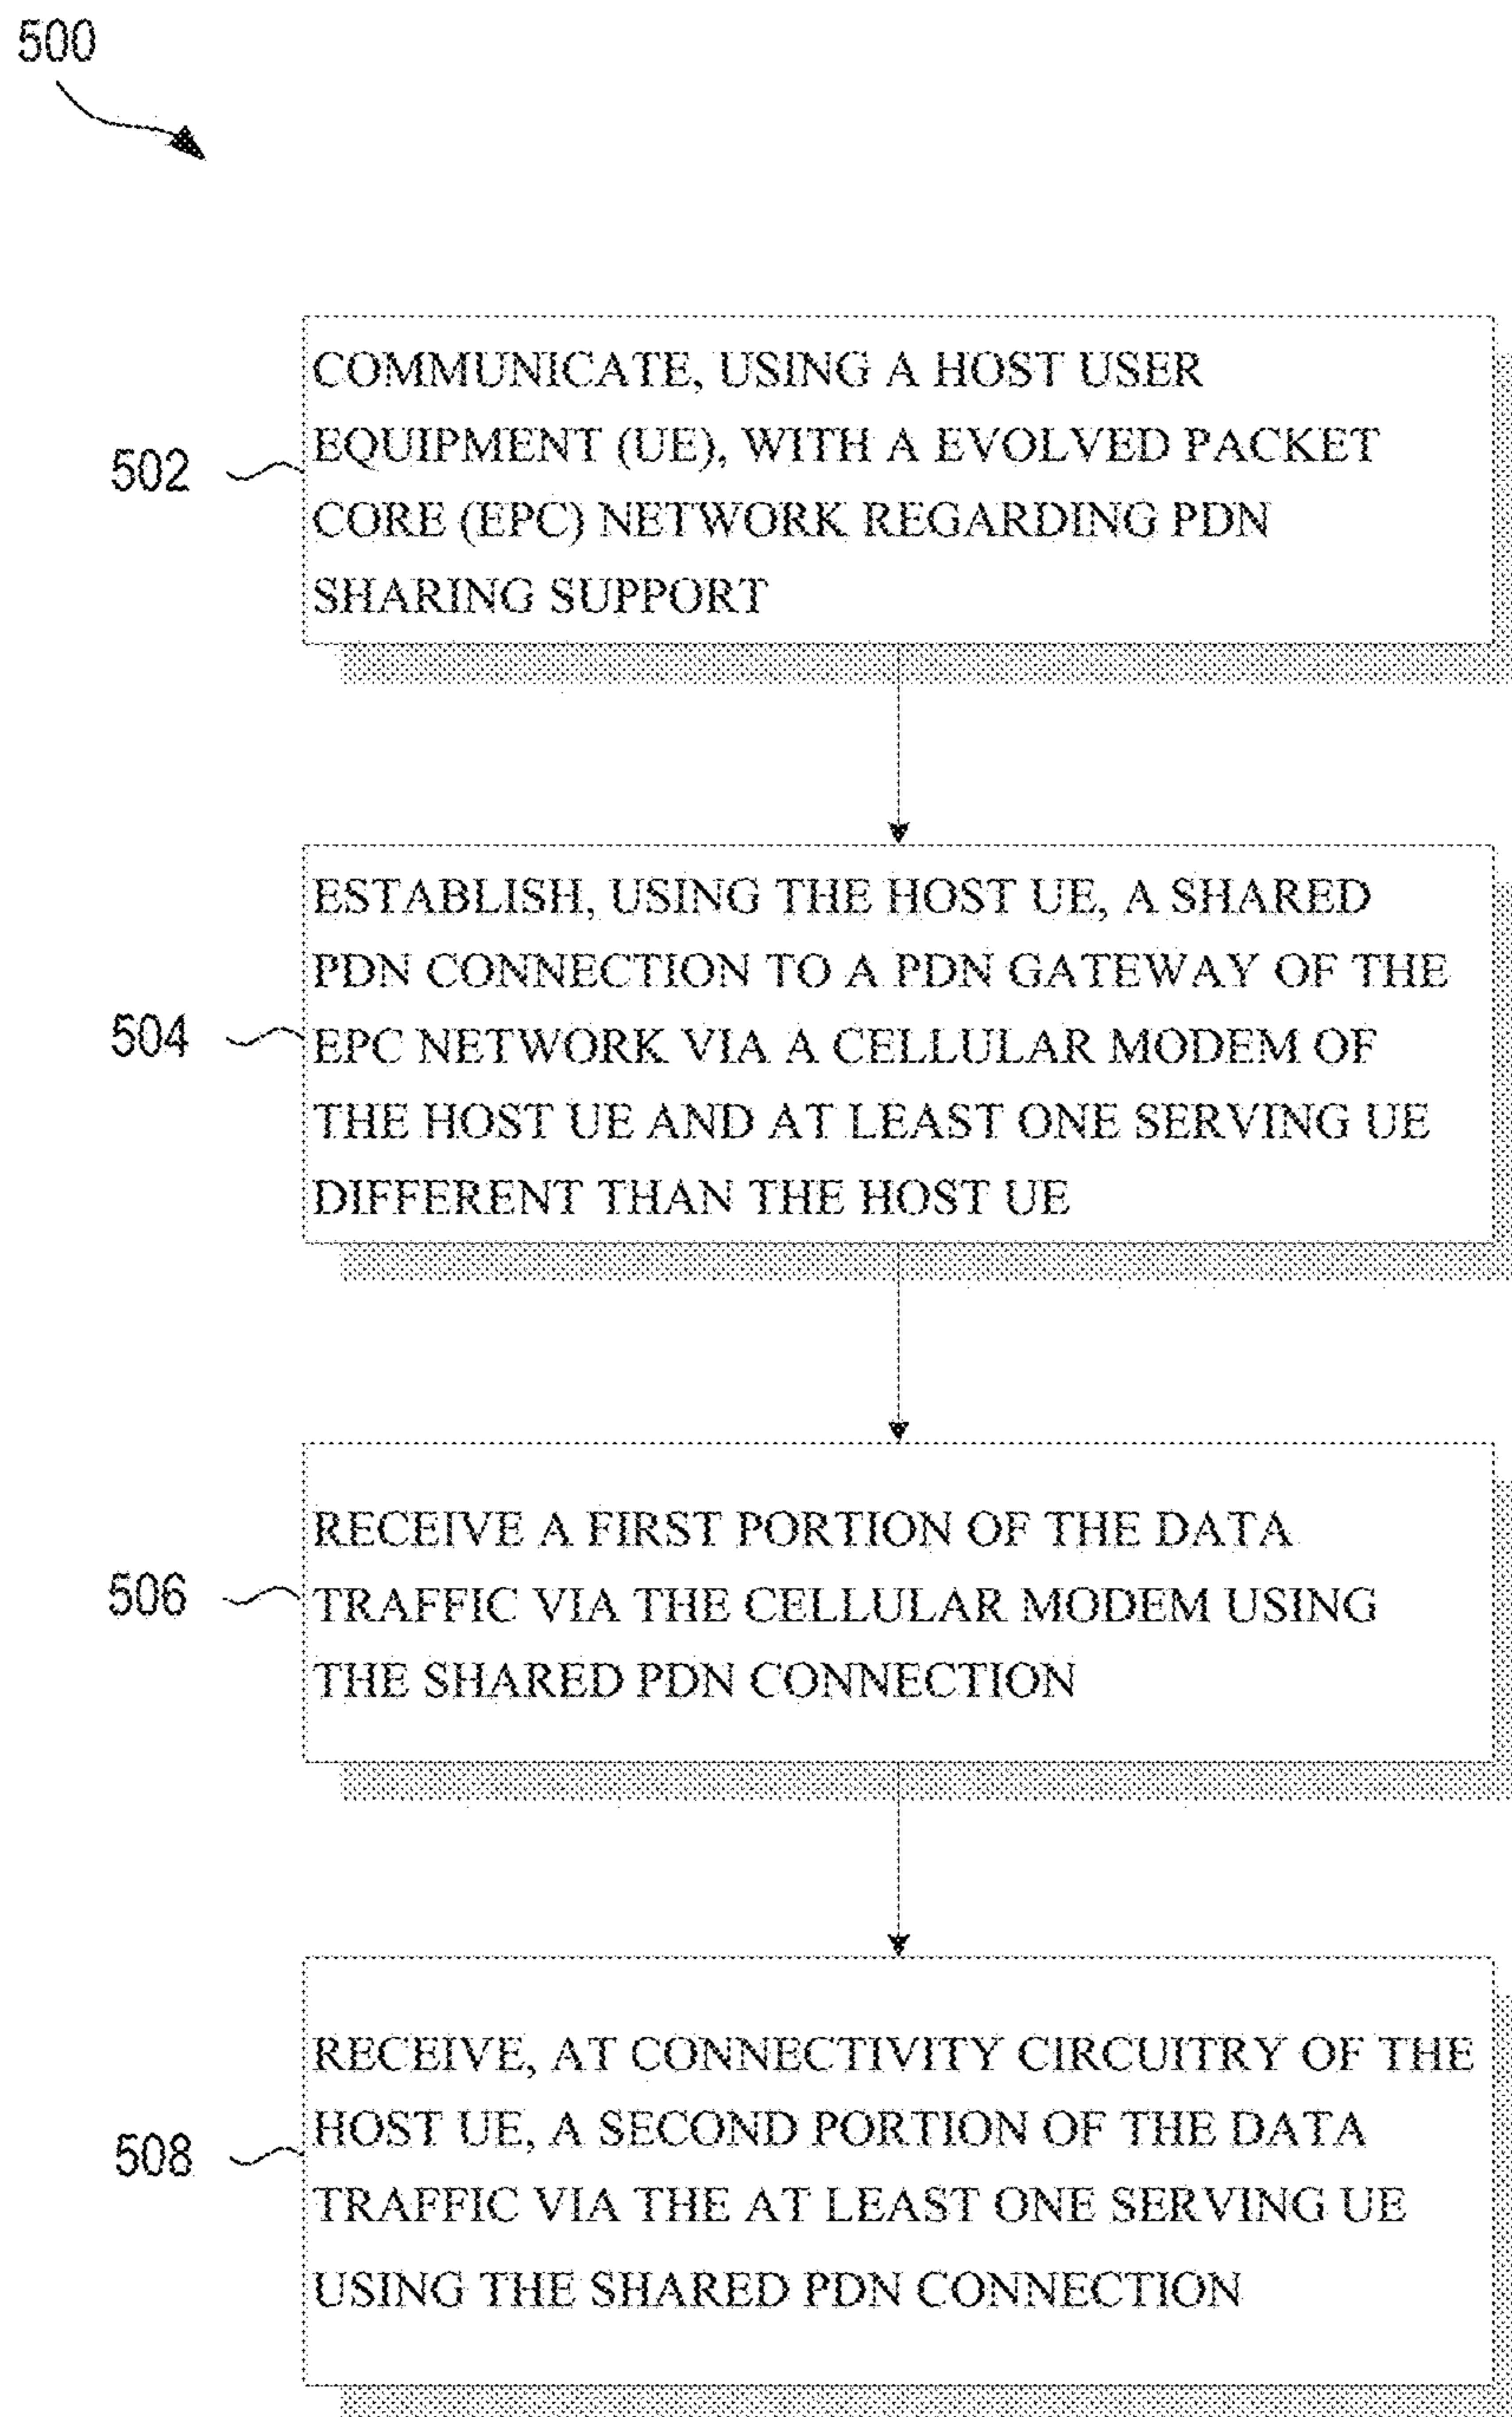 500
502
COMMUNICATE, USING A HOST USER
EQUIPMENT (UE), WITH A EVOLVED PACKET
CORE (EPC) NETWORK REGARDING PDN
SHARING SUPPORT
504
ESTABLISH, USING THE HOST UE, A SHARED
PDN CONNECTION TO A PDN GATEWAY OF THE
EPC NETWORK VIA A CELLULAR MODEM OF
THE HOST UE AND AT LEAST ONE SERVING UE
DIFFERENT THAN THE HOST UE
506
RECEIVE A FIRST PORTION OF THE DATA
TRAFFIC VIA THE CELLULAR MODEM USING
THE SHARED PDN CONNECTION
508
RECEIVE, AT CONNECTIVITY CIRCUITRY OF THE
HOST UE, A SECOND PORTION OF THE DATA
TRAFFIC VIA THE AT LEAST ONE SERVING UE
USING THE SHARED PDN CONNECTION